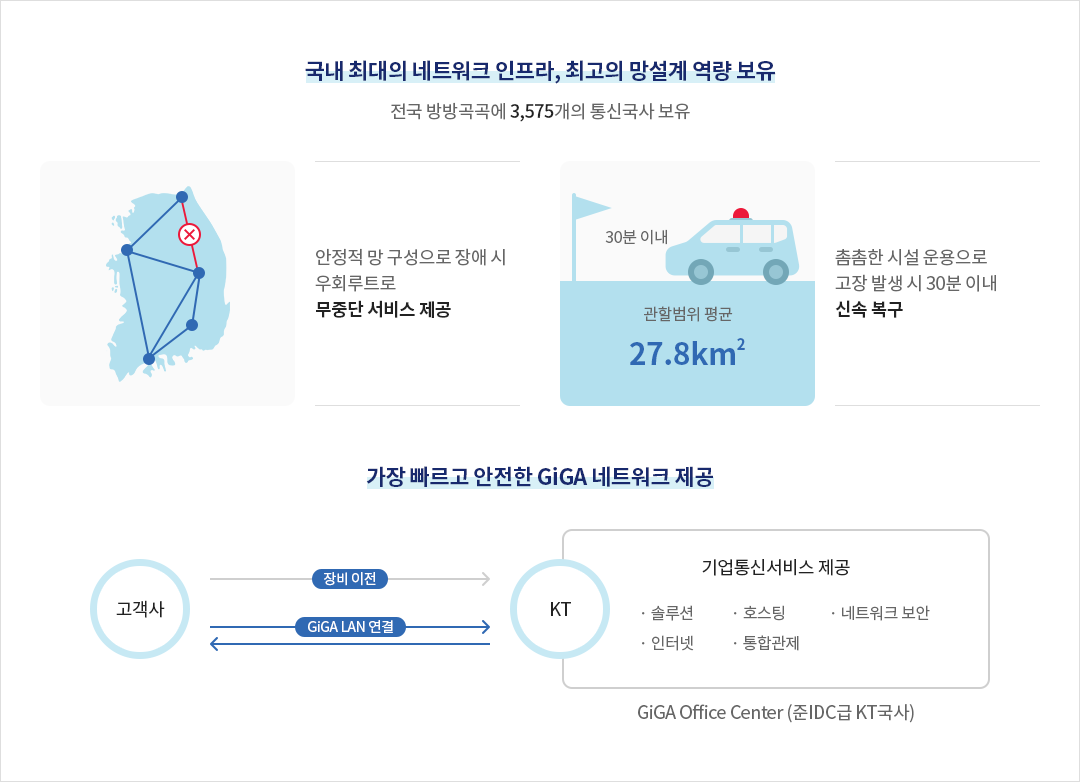 국내 최대의 네트워크 인프라, 최고의 망설계 역량 보유
전국 방방곡곡에 3,575개의 통신국사 보유
안정적 망 구성으로 장애 시
우회루트로
무중단 서비스 제공
30분 이내
관할범위 평균
27.8km²
촘촘한 시설 운용으로
고장 발생 시 30분 이내
신속 복구
가장 빠르고 안전한 GiGA 네트워크 제공
고객사
장비 이전
GiGA LAN 연결
KT
기업통신서비스 제공
· 솔루션 · 호스팅 · 네트워크 보안
· 인터넷 · 통합관제
GiGA Office Center (준IDC급 KT국사)